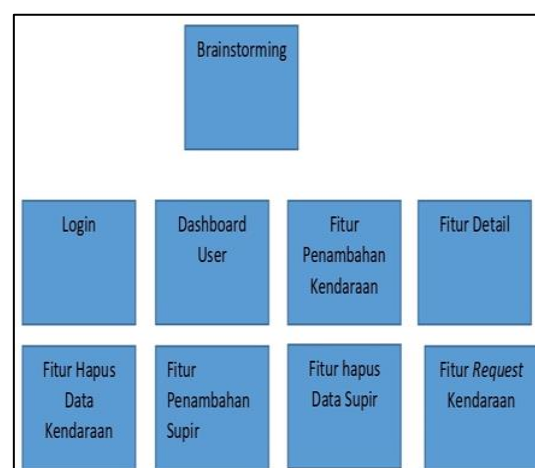 Brainstorming
Login
Dashboard
User
Fitur
Penambahan
Kendaraan
Fitur Detail
Fitur Hapus
Data
Kendaraan
Fitur
Penambahan
Supir
Fitur hapus
Data Supir
Fitur Request
Kendaraan